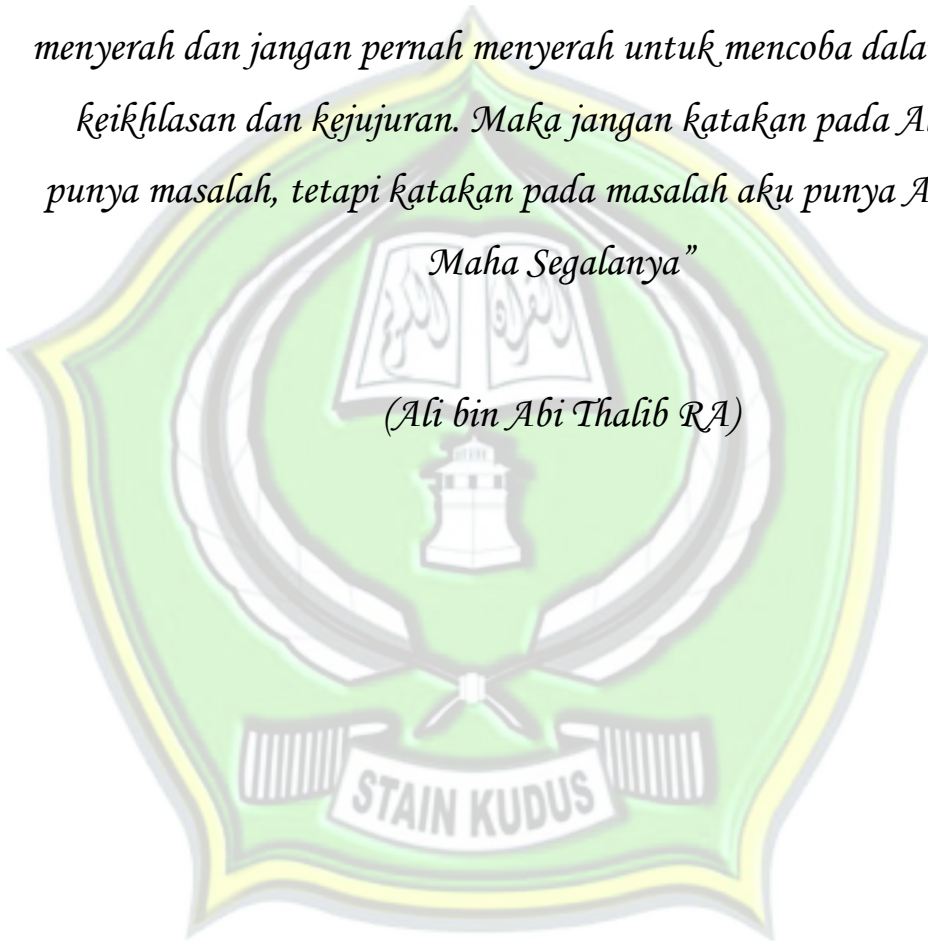 menyerah dan jangan pernah menyerah untuk mencoba dala
keikhlasan dan kejujuran. Maka jangan katakan pada A
punya masalah, tetapi katakan pada masalah aku punya A
Maha Segalanya”
(Ali bin Abi Thalib RA)
STAIN KUDUS